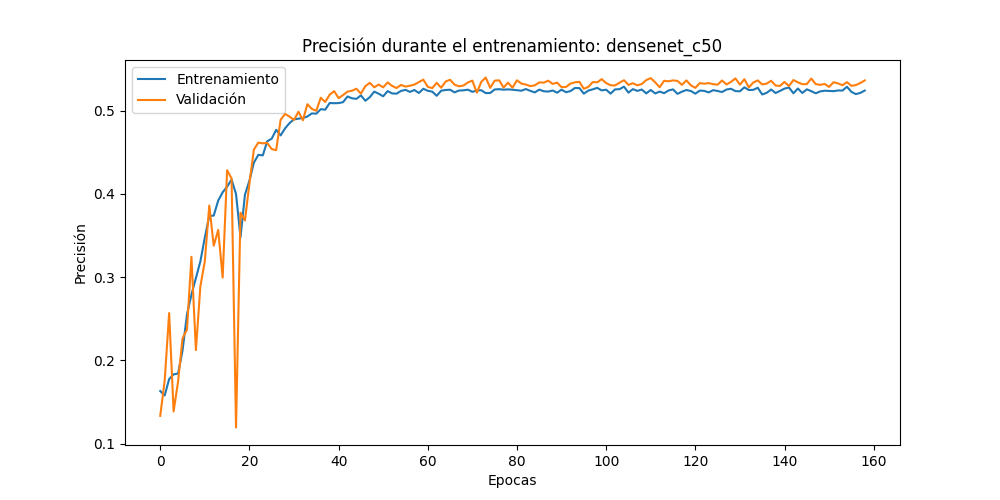 Precisión durante el entrenamiento: densenet_c50
Entrenamiento
Validación
Precisión
0.5
0.4
0.3
0.2
0.1
0 20 40 60 80 100 120 140 160
Epocas